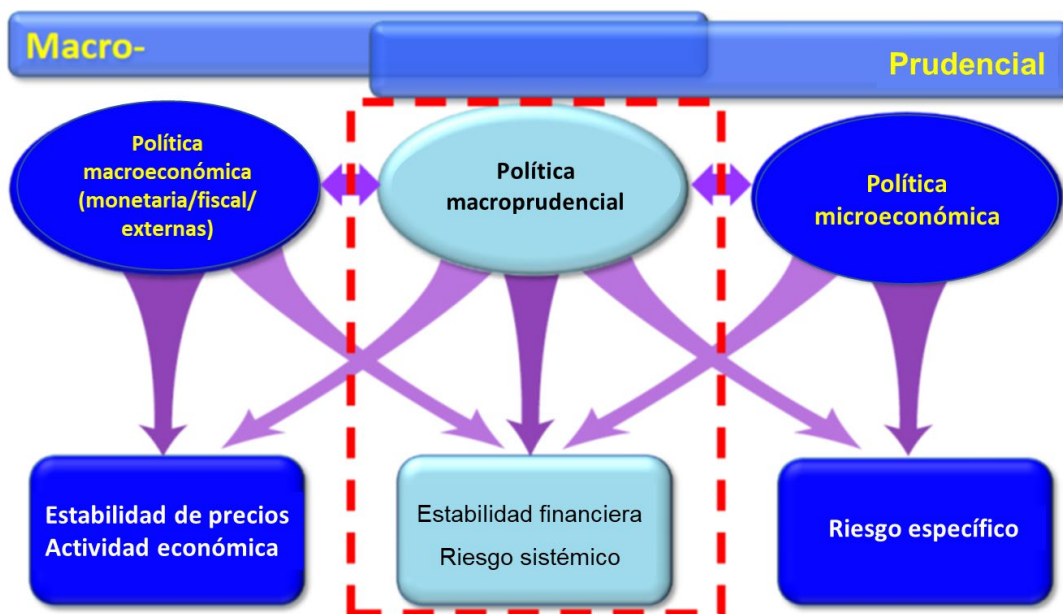 Macro-
Prudencial
Política
macroeconómica
(monetaria/fiscal/
externas)
Política
macroprudencial
Política
microeconómica
Estabilidad de precios
Actividad económica
Estabilidad financiera
Riesgo sistémico
Riesgo específico